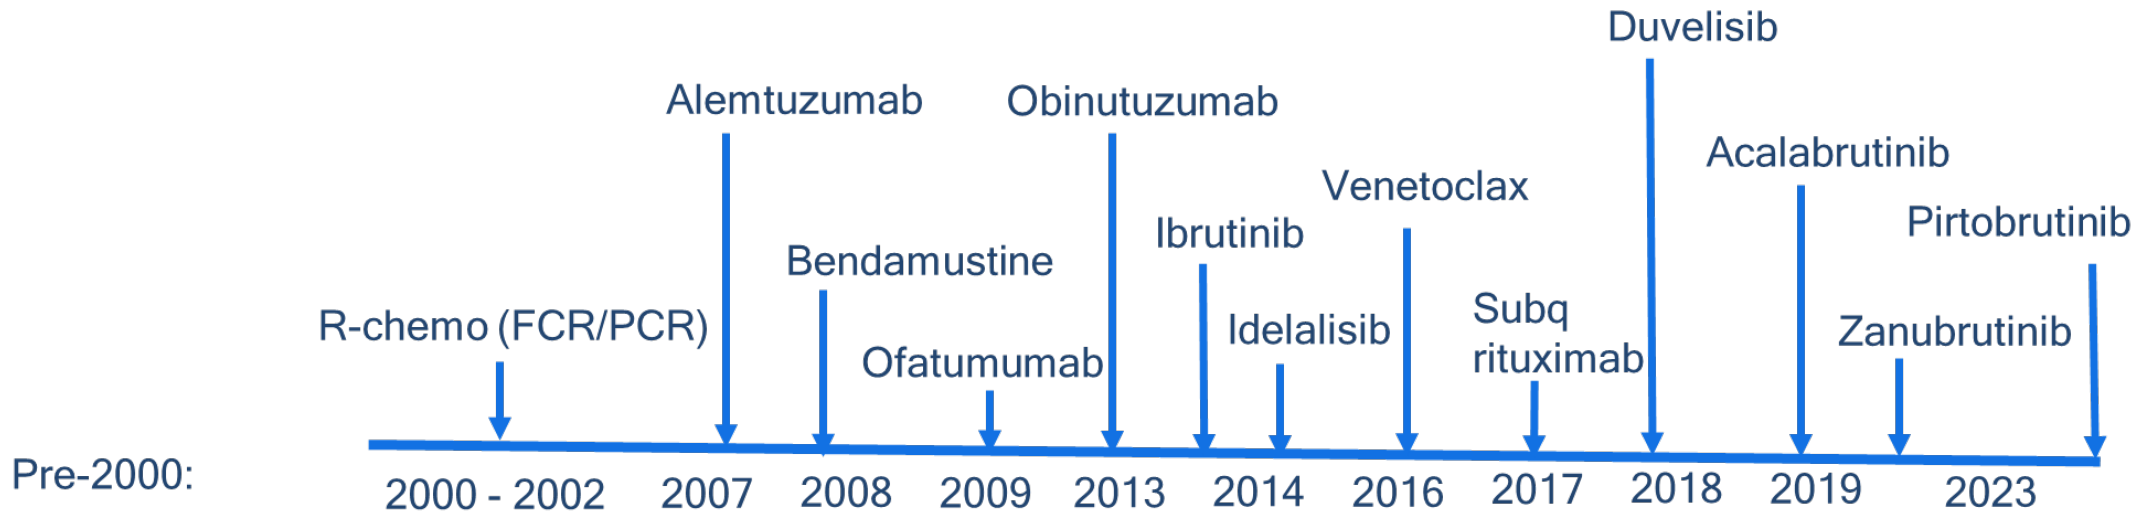 Duvelisib
Alemtuzumab
Obinutuzumab
Acalabrutinib
Venetoclax
Pirtobrutinib
Ibrutinib
Bendamustine
Subq
rituximab
R-chemo (FCR/PCR)
Idelalisib
Zanubrutinib
Ofatumumab
Pre-2000:
2000 - 2002 2007 2008 2009 2013 2014 2016 2017 2018 2019 2023